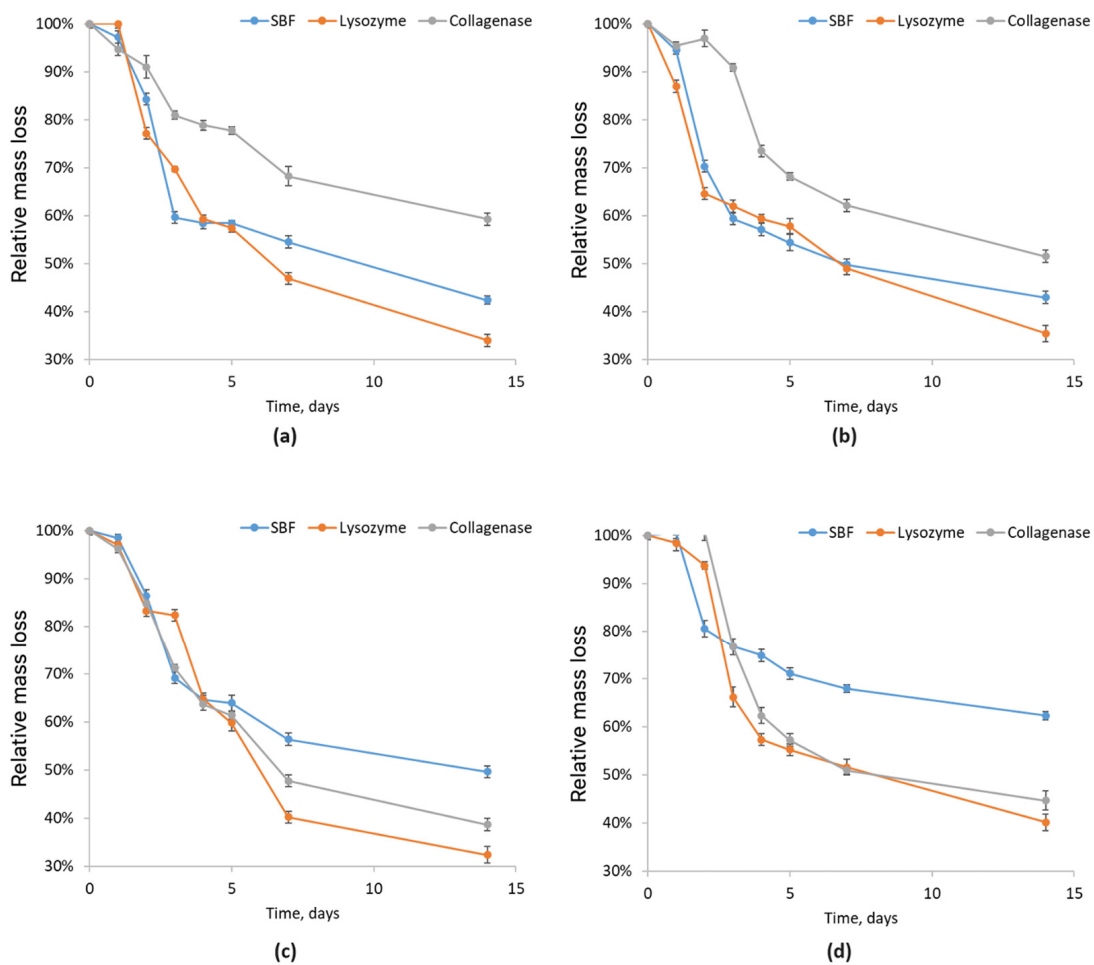 SBF Lysozyme Collagenase
100%
90%
80%
70%
60%
50%
40%
30%
Relative mass loss
0 5 10 15
Time, days
(a)
SBF Lysozyme Collagenase
100%
90%
80%
70%
60%
50%
40%
30%
Relative mass loss
0 5 10 15
Time, days
(b)
SBF Lysozyme Collagenase
100%
90%
80%
70%
60%
50%
40%
30%
Relative mass loss
0 5 10 15
Time, days
(c)
SBF Lysozyme Collagenase
100%
90%
80%
70%
60%
50%
40%
30%
Relative mass loss
0 5 10 15
Time, days
(d)